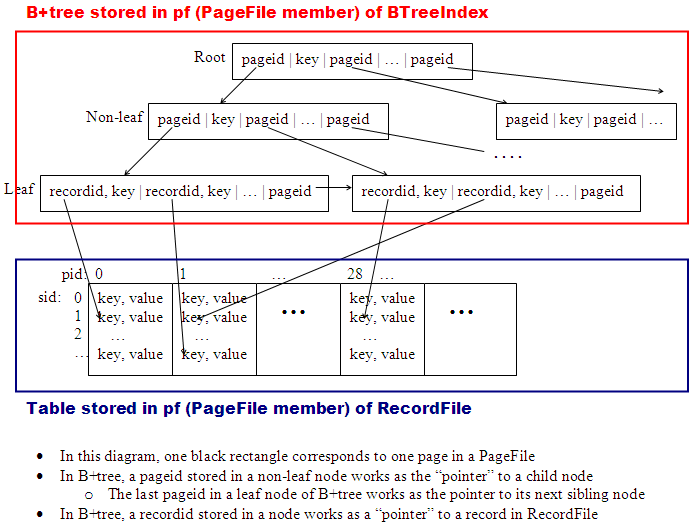 B+tree stored in pf (PageFile member) of BTreeIndex
Root
pageid | key | pageid | … | pageid
Non-leaf
pageid | key | pageid | … | pageid
pageid | key | pageid | …
. . . .
Leaf
recordid, key | recordid, key | … | pageid
recordid, key | recordid, key | … pageid
pid: 0 1 … 28 …
sid: 0 key, value key, value key, value
1 key, value key, value ••• key, value •••
2 … … …
… key, value key, value key, value
Table stored in pf (PageFile member) of RecordFile
• In this diagram, one black rectangle corresponds to one page in a PageFile
• In B+tree, a pageid stored in a non-leaf node works as the “pointer” to a child node
o The last pageid in a leaf node of B+tree works as the pointer to its next sibling node
• In B+tree, a recordid stored in a node works as a “pointer” to a record in RecordFile